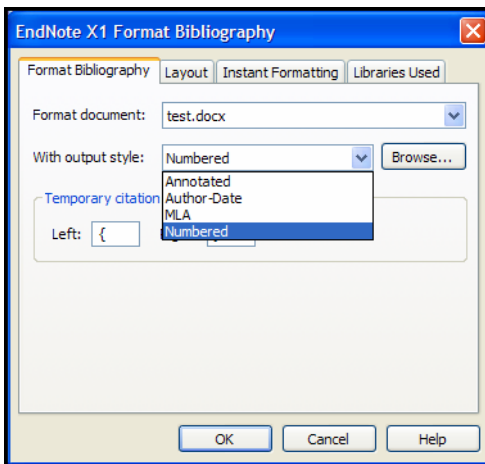 EndNote X1 Format Bibliography
Format Bibliography Layout Instant Formatting Libraries Used
Format document: test.docx
With output style: Numbered Browse...
Annotated
Temporary citation Author-Date
MLA
Left: { Numbered
OK Cancel Help